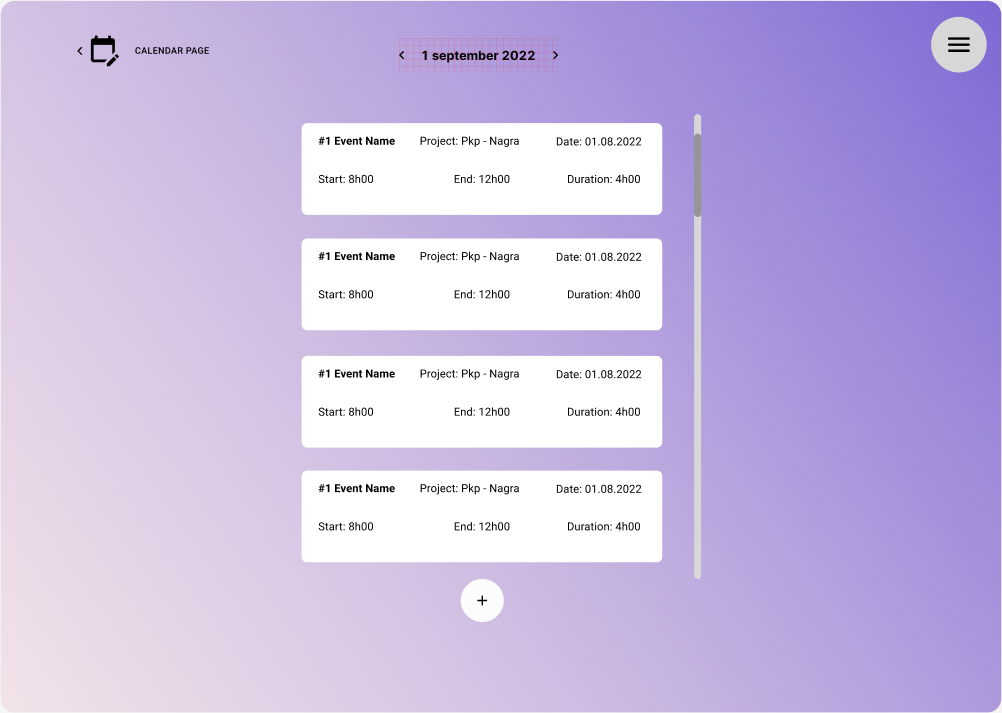 CALENDAR PAGE
1 september 2022
#1 Event Name Project: Pkp - Nagra Date: 01.08.2022
Start: 8h00 End: 12h00 Duration: 4h00
#1 Event Name Project: Pkp - Nagra Date: 01.08.2022
Start: 8h00 End: 12h00 Duration: 4h00
#1 Event Name Project: Pkp - Nagra Date: 01.08.2022
Start: 8h00 End: 12h00 Duration: 4h00
#1 Event Name Project: Pkp - Nagra Date: 01.08.2022
Start: 8h00 End: 12h00 Duration: 4h00
+